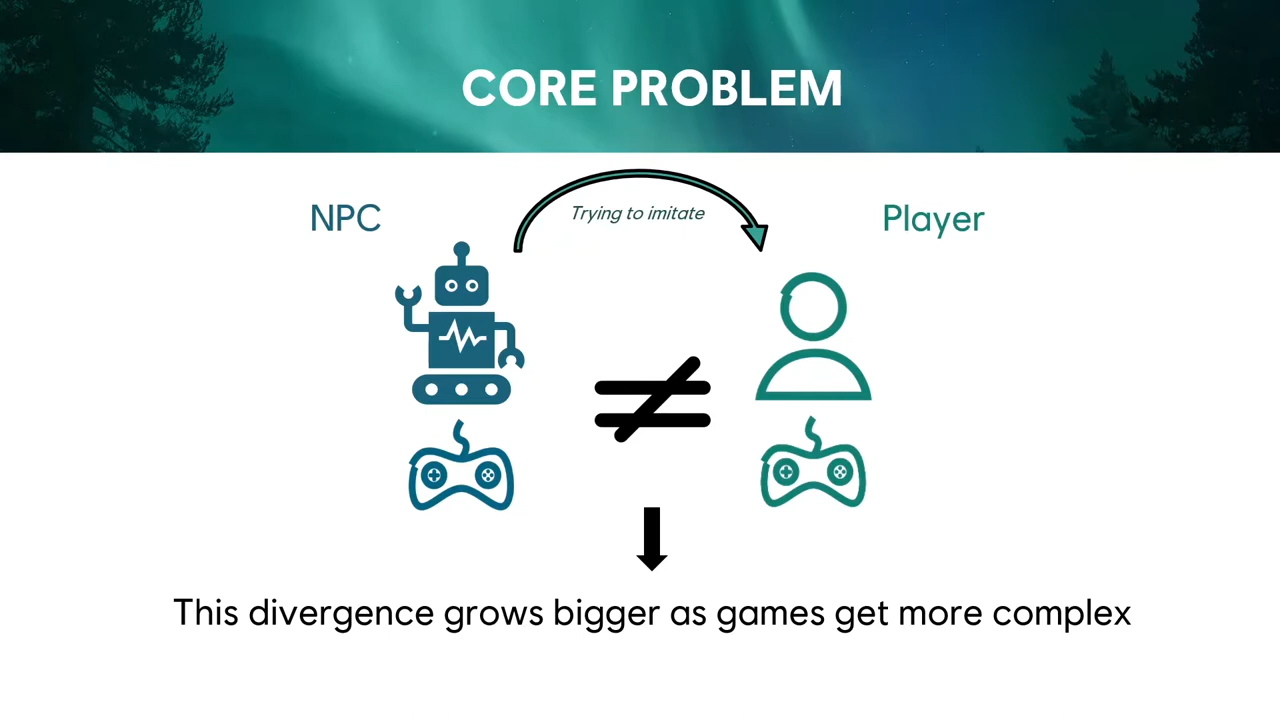 CORE PROBLEM
Trying to imitate
NPC
Player
This divergence grows bigger as games get more complex